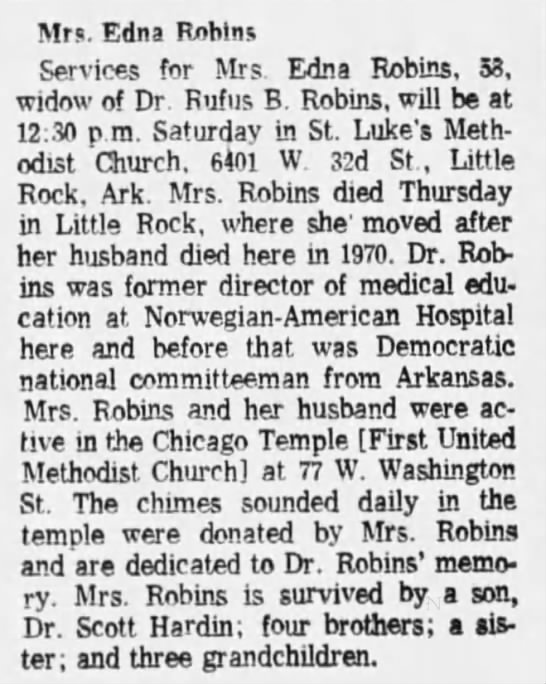 Mrs. Edna Robins
Services for Mrs. Edna Robins, 58,
widow of Dr. Rufus B. Robins, will be at
12:30 p.m. Saturday in St. Luke's Meth-
odist Church, 6401 W. 32d St., Little
Rock, Ark. Mrs. Robins died Thursday
in Little Rock, where she moved after
her husband died here in 1970. Dr. Rob-
ins was former director of medical edu-
cation at Norwegian-American Hospital
here and before that was Democratic
national committeeman from Arkansas.
Mrs. Robins and her husband were ac-
tive in the Chicago Temple [First United
Methodist Church] at 77 W. Washington
St. The chimes sounded daily in the
temple were donated by Mrs. Robins
and are dedicated to Dr. Robins' memo-
ry. Mrs. Robins is survived by a son,
Dr. Scott Hardin; four brothers; a sis-
ter; and three grandchildren.